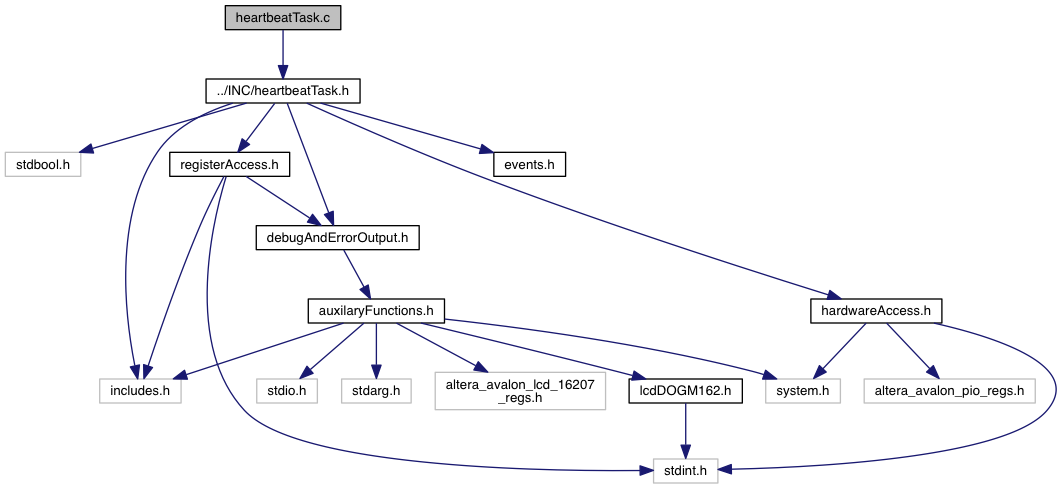 heartbeatTask.c
../INC/heartbeatTask.h
stdbool.h
registerAccess.h
events.h
debugAndErrorOutput.h
auxilaryFunctions.h
hardwareAccess.h
includes.h
stdio.h
stdarg.h
altera_avalon_lcd_16207
_regs.h
lcdDOGM162.h
system.h
altera_avalon_pio_regs.h
stdint.h